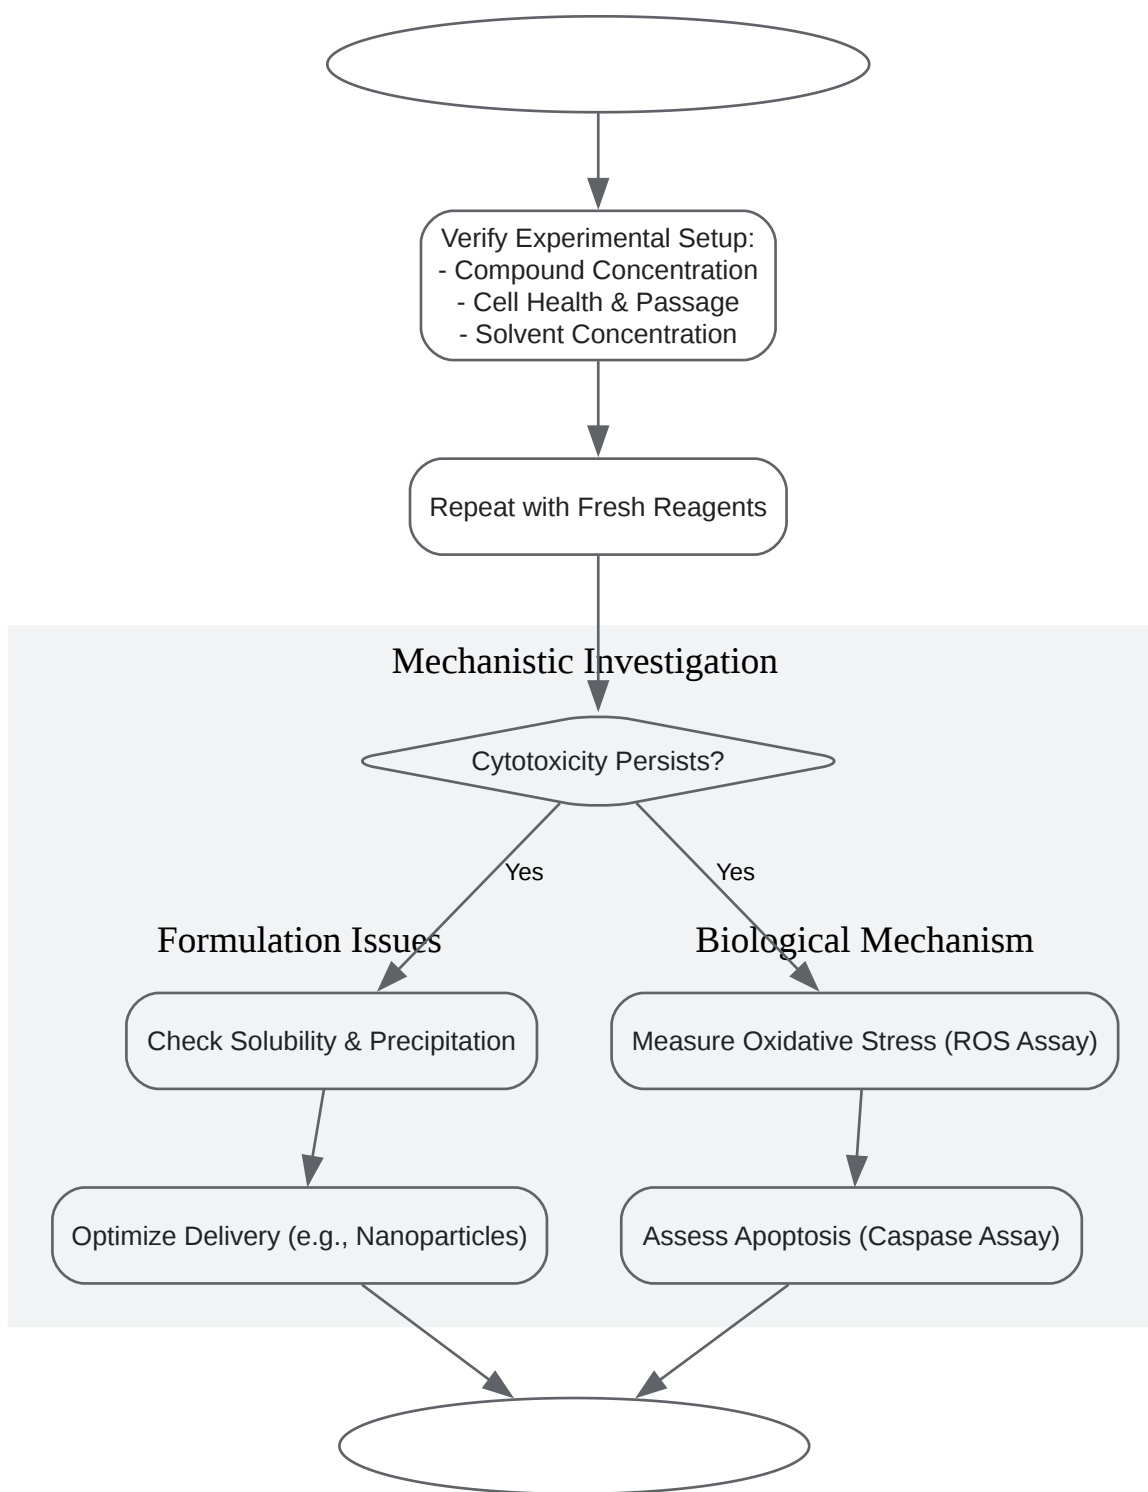 Verify Experimental Setup:
- Compound Concentration
- Cell Health & Passage
- Solvent Concentration
Repeat with Fresh Reagents
Mechanistic Investigation
Cytotoxicity Persists?
Yes
Yes
Formulation Issues
Biological Mechanism
Check Solubility & Precipitation
Measure Oxidative Stress (ROS Assay)
Optimize Delivery (e.g., Nanoparticles)
Assess Apoptosis (Caspase Assay)